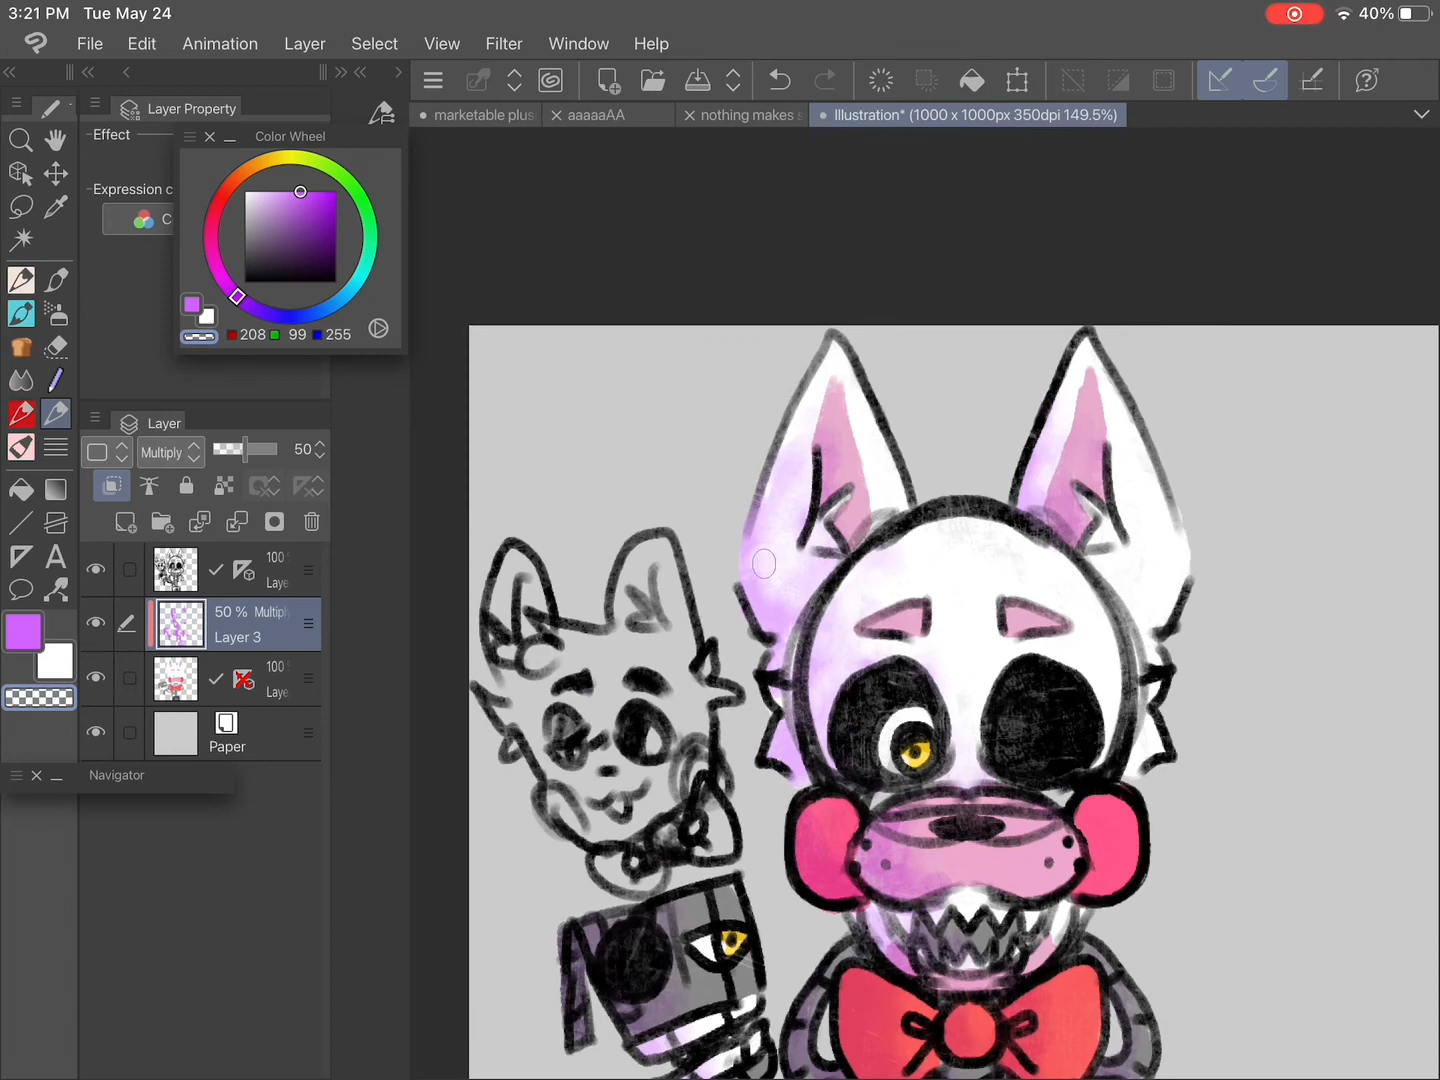 3:21 PM Tue May 24
40%
File Edit Animation Layer Select View Filter Window Help
Layer Property
marketable plus
aaaaaAA
nothing makes s
Illustration* (1000 x 1000px 350dpi 149.5%)
Effect
Color Wheel
Expression c
C
208 99 255
Layer
Multiply
50
100
Laye
50 % Multipl
Layer 3
100
Laye
Paper
Navigator